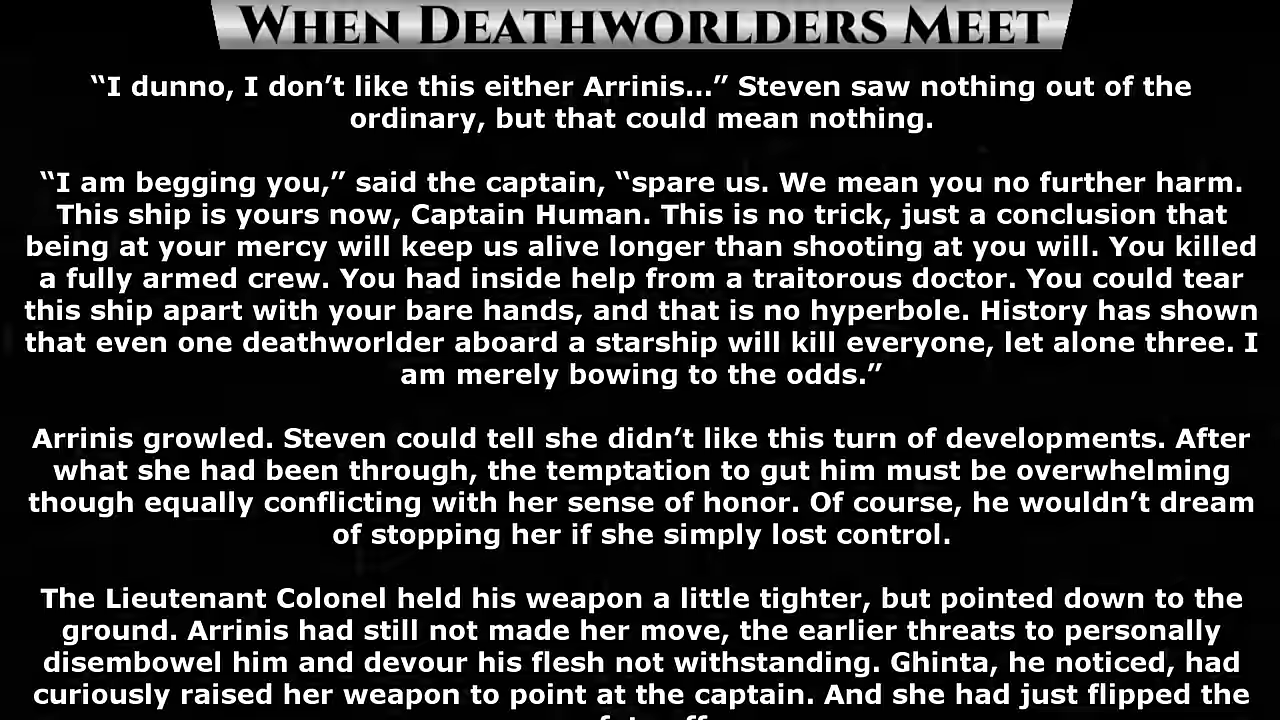 WHEN DEATHWORLDERS MEET
“I dunno, I don’t like this either Arrinis...” Steven saw nothing out of the
ordinary, but that could mean nothing.
“I am begging you,” said the captain, “spare us. We mean you no further harm.
This ship is yours now, Captain Human. This is no trick, just a conclusion that
being at your mercy will keep us alive longer than shooting at you will. You killed
a fully armed crew. You had inside help from a traitorous doctor. You could tear
this ship apart with your bare hands, and that is no hyperbole. History has shown
that even one deathworlder aboard a starship will kill everyone, let alone three. I
am merely bowing to the odds.”
Arrinis growled. Steven could tell she didn’t like this turn of developments. After
what she had been through, the temptation to gut him must be overwhelming
though equally conflicting with her sense of honor. Of course, he wouldn’t dream
of stopping her if she simply lost control.
The Lieutenant Colonel held his weapon a little tighter, but pointed down to the
ground. Arrinis had still not made her move, the earlier threats to personally
disembowel him and devour his flesh not withstanding. Ghinta, he noticed, had
curiously raised her weapon to point at the captain. And she had just flipped the